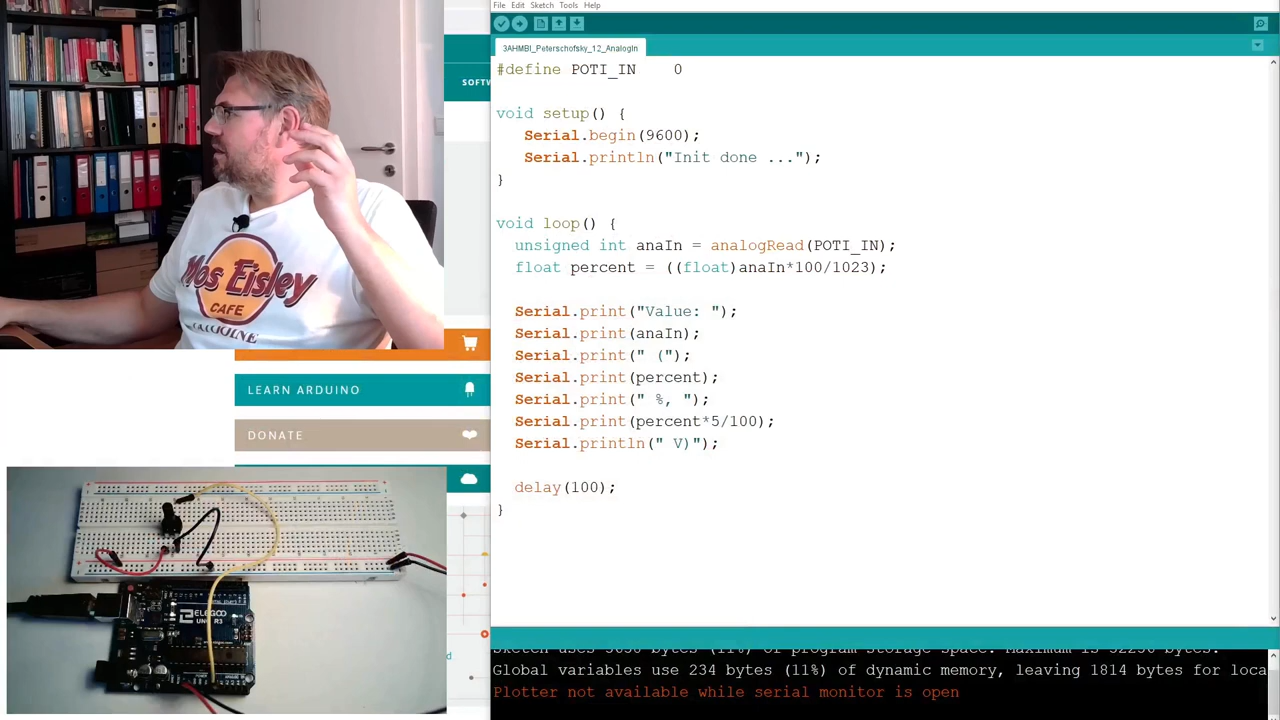 File Edit Sketch Tools Help
3AHMBI_Peterschofsky_12_AnalogIn
#define POTI_IN 0
void setup() {
Serial.begin(9600);
Serial.println("Init done ...");
}
void loop() {
unsigned int anaIn = analogRead(POTI_IN);
float percent = ((float)anaIn*100/1023);
Serial.print("Value: ");
Serial.print(anaIn);
Serial.print(" (");
Serial.print(percent);
Serial.print(" %, ");
Serial.print(percent*5/100);
Serial.println(" V)");
delay(100);
}
Global variables use 234 bytes (11%) of dynamic memory, leaving 1814 bytes for loca
Plotter not available while serial monitor is open
SOFTW
Mos Eisley
CAFE
LEARN ARDUINO
DONATE
d
ELEGOO
UNO R3